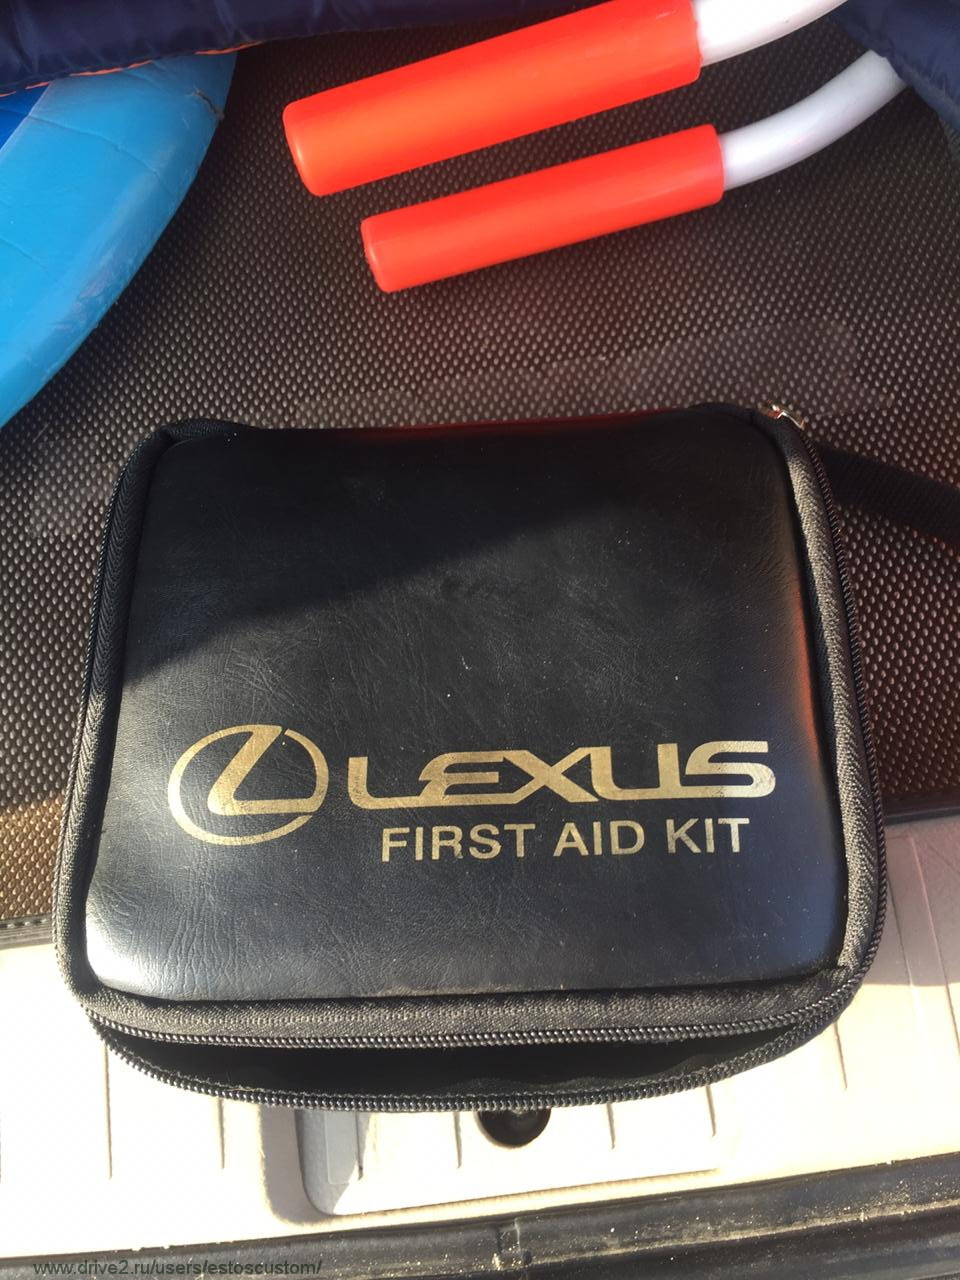 LEXUS
FIRST AID KIT
www.drive2.ru/users/estoscustom/